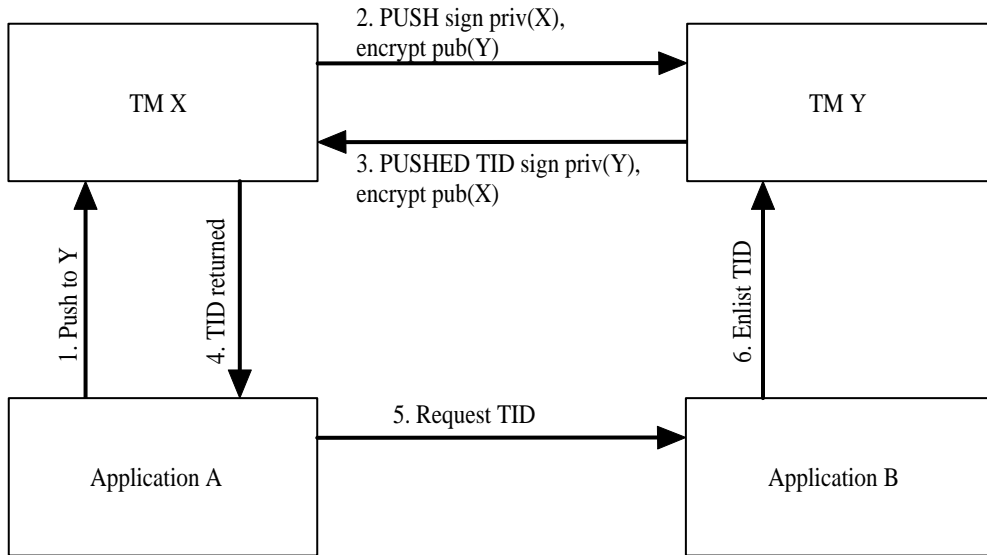 2. PUSH sign priv(X),
encrypt pub(Y)
TM X
TM Y
3. PUSHED TID sign priv(Y),
encrypt pub(X)
1. Push to Y
4. TID returned
6. Enlist TID
5. Request TID
Application A
Application B